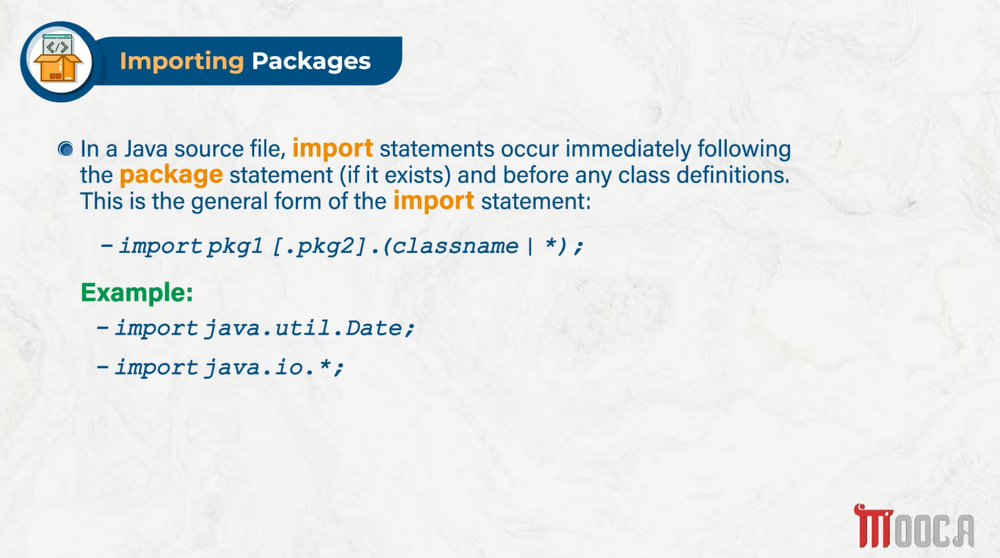 </>
Importing Packages
In a Java source file, import statements occur immediately following
the package statement (if it exists) and before any class definitions.
This is the general form of the import statement:
– import pkg1 [.pkg2].(classname | *);
Example:
– import java.util.Date;
– import java.io.*;
MOOCA